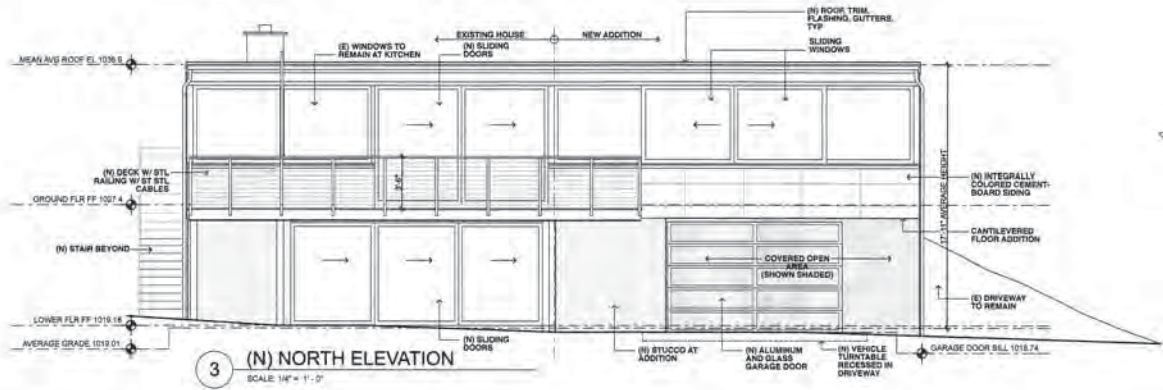 (N) ROOF, TRIM,
FLASHING, GUTTERS,
TYP
EXISTING HOUSE
NEW ADDITION
(E) WINDOWS TO
REMAIN AT KITCHEN
(N) SLIDING
DOORS
SLIDING
WINDOWS
MEAN AVG ROOF EL
(N) DECK W/ STL
RAILING W/ ST STL
CABLES
3'-6"
17'-11" AVERAGE HEIGHT
(N) INTEGRALLY
COLORED CEMENT-
BOARD SIDING
GROUND FLR FF
CANTILEVERED
FLOOR ADDITION
(N) STAIR BEYOND
COVERED OPEN
AREA
(SHOWN SHADED)
(E) DRIVEWAY
TO REMAIN
LOWER FLR FF 1019.16
AVERAGE GRADE 1019.01
(N) SLIDING
DOORS
(N) STUCCO AT
ADDITION
(N) ALUMINUM
AND GLASS
GARAGE DOOR
(N) VEHICLE
TURNTABLE
RECESSED IN
DRIVEWAY
GARAGE DOOR SILL 1018.74
3
(N) NORTH ELEVATION
SCALE: 1/4" = 1'-0"